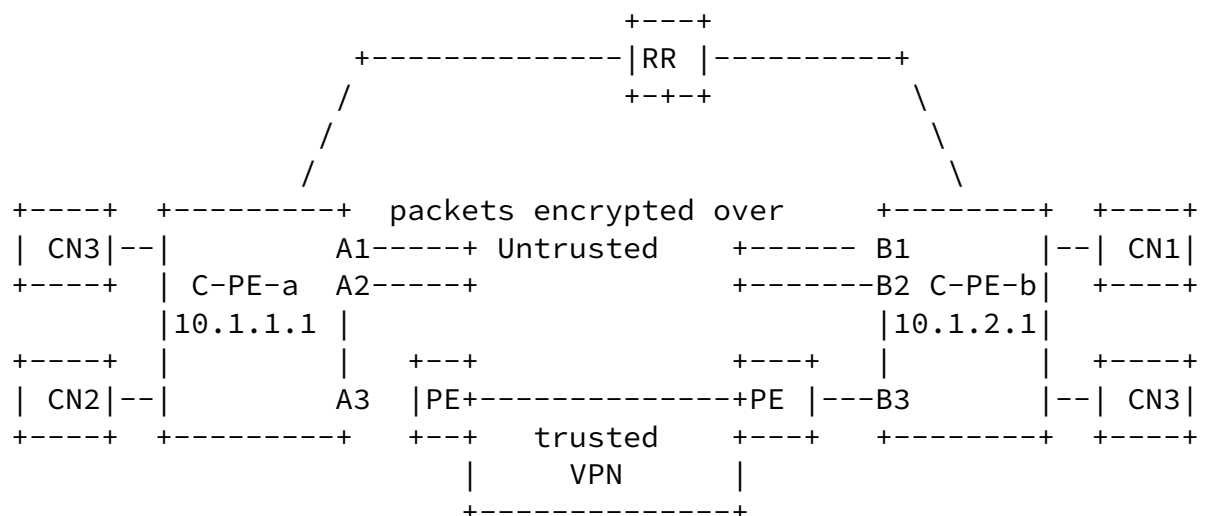 +---+
+--------------|RR |----------+
/ +-+-+ \
/ \
/ \
+----+ +---------+ packets encrypted over +--------+ +----+
| CN3|--| A1-----+ Untrusted +------ B1 |--| CN1|
+----+ | C-PE-a A2-----+ +-------B2 C-PE-b| +----+
|10.1.1.1 | |10.1.2.1|
+----+ | | +--+ +---+ | | +----+
| CN2|--| A3 |PE+--------------+PE |---B3 |--| CN3|
+----+ +---------+ +--+ trusted +---+ +--------+ +----+
| VPN |
+--------------+